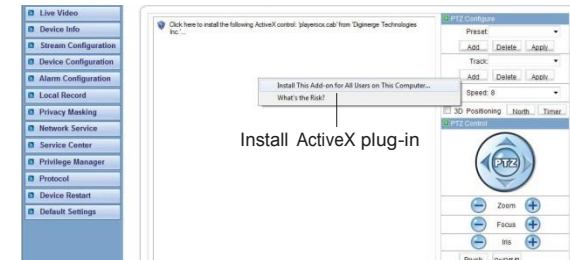 Live Video
Device Info
Stream Configuration
Device Configuration
Alarm Configuration
Local Record
Privacy Masking
Network Service
Service Center
Privilege Manager
Protocol
Device Restart
Default Settings
Click here to install the following ActiveX control: 'playerocx.cab' from 'Digimerge Technologies
Inc.'...
Install This Add-on for All Users on This Computer...
What's the Risk?
Install ActiveX plug-in
PTZ Configure
Preset:
Add Delete Apply
Track:
Add Delete Apply
Speed: 8
3D Positioning North Timer
PTZ Control
PTZ
Zoom
Focus
Iris
Brush